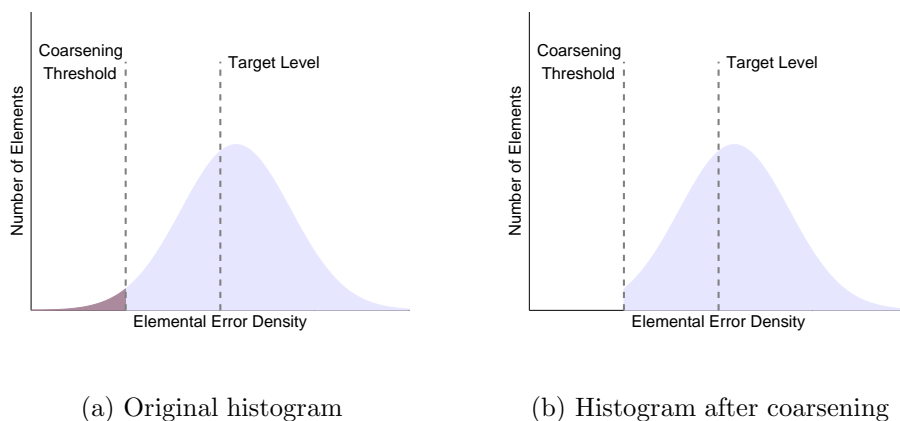 Coarsening
Threshold
Target Level
Number of Elements
Elemental Error Density
(a) Original histogram
Coarsening
Threshold
Target Level
Number of Elements
Elemental Error Density
(b) Histogram after coarsening